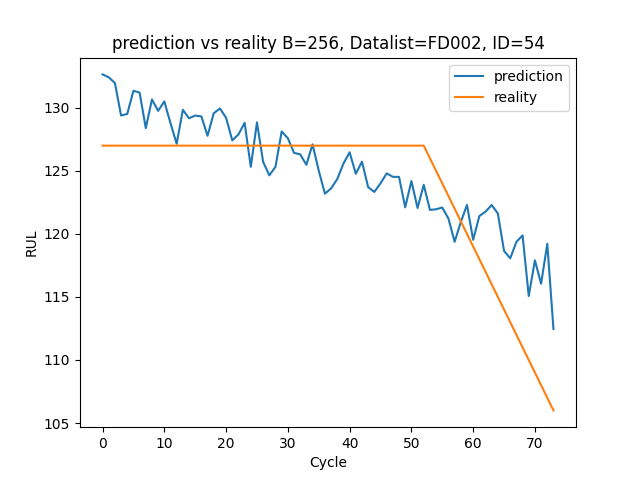 prediction vs reality B=256, Datalist=FD002, ID=54
prediction
reality
RUL
130
125
120
115
110
105
0 10 20 30 40 50 60 70
Cycle